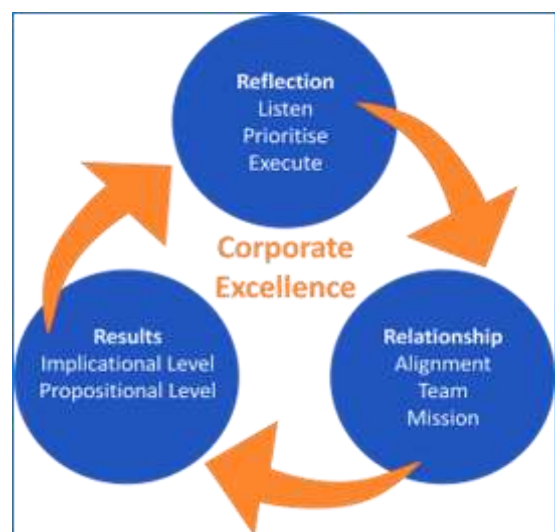 Reflection
Listen
Prioritise
Execute
Corporate
Excellence
Results
Implicational Level
Propositional Level
Relationship
Alignment
Team
Mission